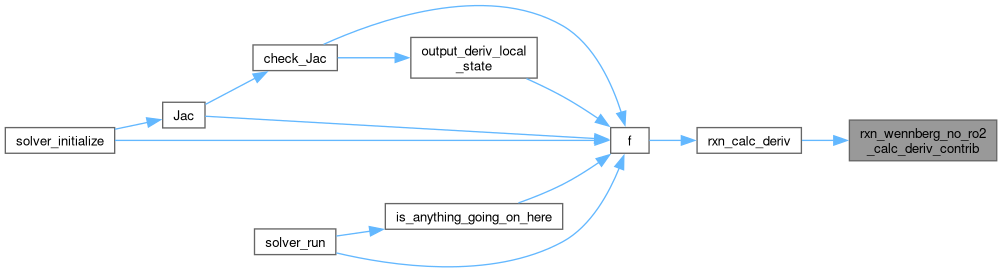 check_Jac
output_deriv_local
_state
Jac
solver_initialize
f
rxn_calc_deriv
rxn_wennberg_no_ro2
_calc_deriv_contrib
is_anything_going_on_here
solver_run